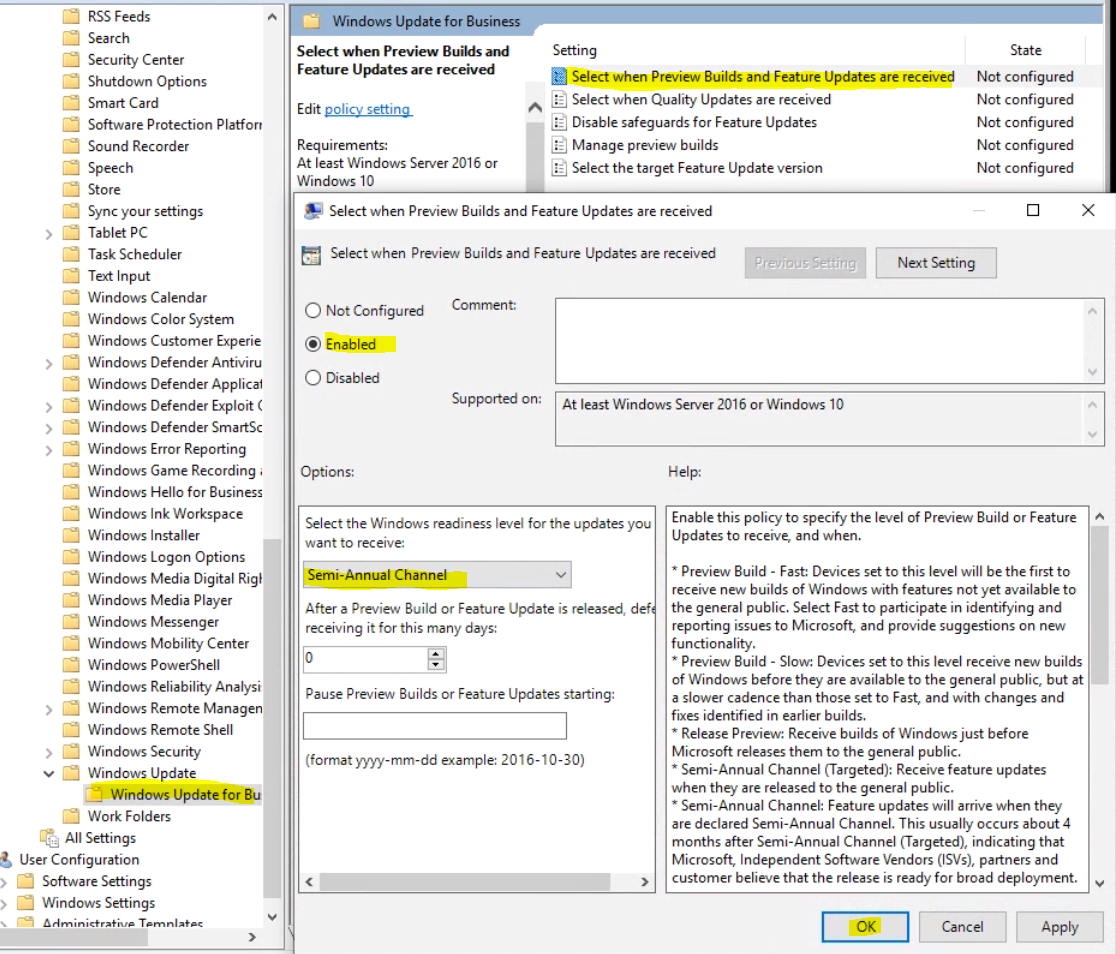 RSS Feeds
Search
Security Center
Shutdown Options
Smart Card
Software Protection Platforr
Sound Recorder
Speech
Store
Sync your settings
Tablet PC
Task Scheduler
Text Input
Windows Calendar
Windows Color System
Windows Customer Experie
Windows Defender Antiviru
Windows Defender Applicat
Windows Defender Exploit G
Windows Defender SmartSc
Windows Error Reporting
Windows Game Recording a
Windows Hello for Business
Windows Ink Workspace
Windows Installer
Windows Logon Options
Windows Media Digital Righ
Windows Media Player
Windows Messenger
Windows Mobility Center
Windows PowerShell
Windows Reliability Analysi
Windows Remote Managen
Windows Remote Shell
Windows Security
Windows Update
Windows Update for Bu
Work Folders
All Settings
User Configuration
Software Settings
Windows Settings
Administrative Templates
Windows Update for Business
Select when Preview Builds and
Feature Updates are received
Edit policy setting
Requirements:
At least Windows Server 2016 or
Windows 10
Setting State
Select when Preview Builds and Feature Updates are received Not configured
Select when Quality Updates are received Not configured
Disable safeguards for Feature Updates Not configured
Manage preview builds Not configured
Select the target Feature Update version Not configured
Select when Preview Builds and Feature Updates are received
Select when Preview Builds and Feature Updates are received
Previous Setting Next Setting
Not Configured
Enabled
Disabled
Comment:
Supported on:
At least Windows Server 2016 or Windows 10
Options:
Select the Windows readiness level for the updates you
want to receive:
Semi-Annual Channel
After a Preview Build or Feature Update is released, defe
receiving it for this many days:
0
Pause Preview Builds or Feature Updates starting:
(format yyyy-mm-dd example: 2016-10-30)
Help:
Enable this policy to specify the level of Preview Build or Feature
Updates to receive, and when.
* Preview Build - Fast: Devices set to this level will be the first to
receive new builds of Windows with features not yet available to
the general public. Select Fast to participate in identifying and
reporting issues to Microsoft, and provide suggestions on new
functionality.
* Preview Build - Slow: Devices set to this level receive new builds
of Windows before they are available to the general public, but at
a slower cadence than those set to Fast, and with changes and
fixes identified in earlier builds.
* Release Preview: Receive builds of Windows just before
Microsoft releases them to the general public.
* Semi-Annual Channel (Targeted): Receive feature updates
when they are released to the general public.
* Semi-Annual Channel: Feature updates will arrive when they
are declared Semi-Annual Channel. This usually occurs about 4
months after Semi-Annual Channel (Targeted), indicating that
Microsoft, Independent Software Vendors (ISVs), partners and
customer believe that the release is ready for broad deployment.
OK Cancel Apply